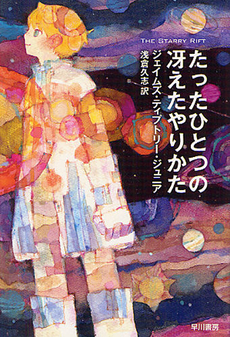 THE STARRY RIFT
たったひとつの
冴えたやりかた
ジェイムズ・ティプトリー・ジュニア
浅倉久志 訳
早川書房